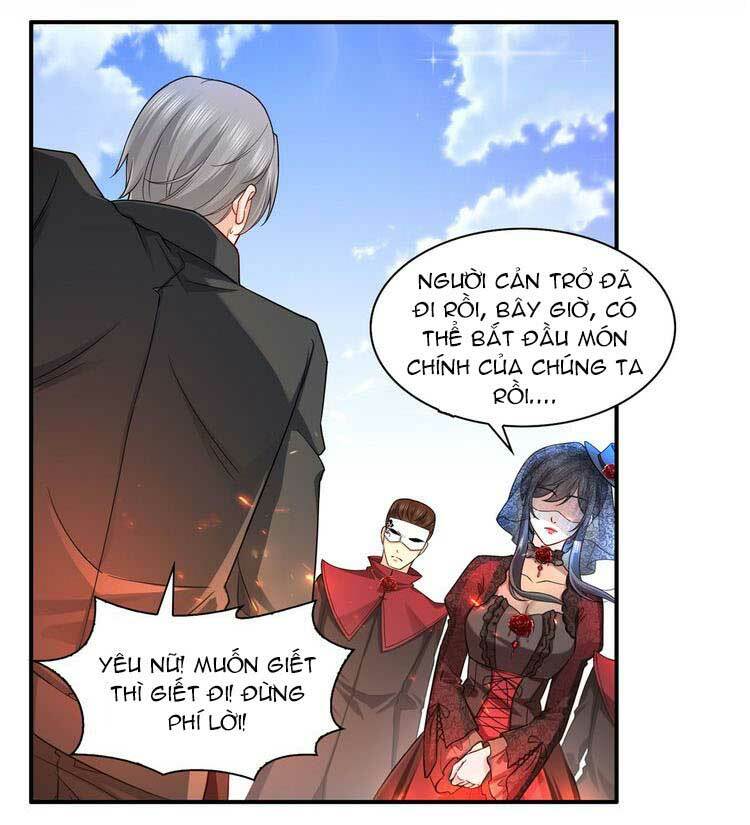 NGƯỜI CẢN TRỞ ĐÃ
ĐI RỒI, BÂY GIỜ, CÓ
THỂ BẮT ĐẦU MÓN
CHÍNH CỦA CHÚNG TA
RỒI....
YÊU NỮ! MUỐN GIẾT
THÌ GIẾT ĐI! ĐỪNG
PHÍ LỜI!